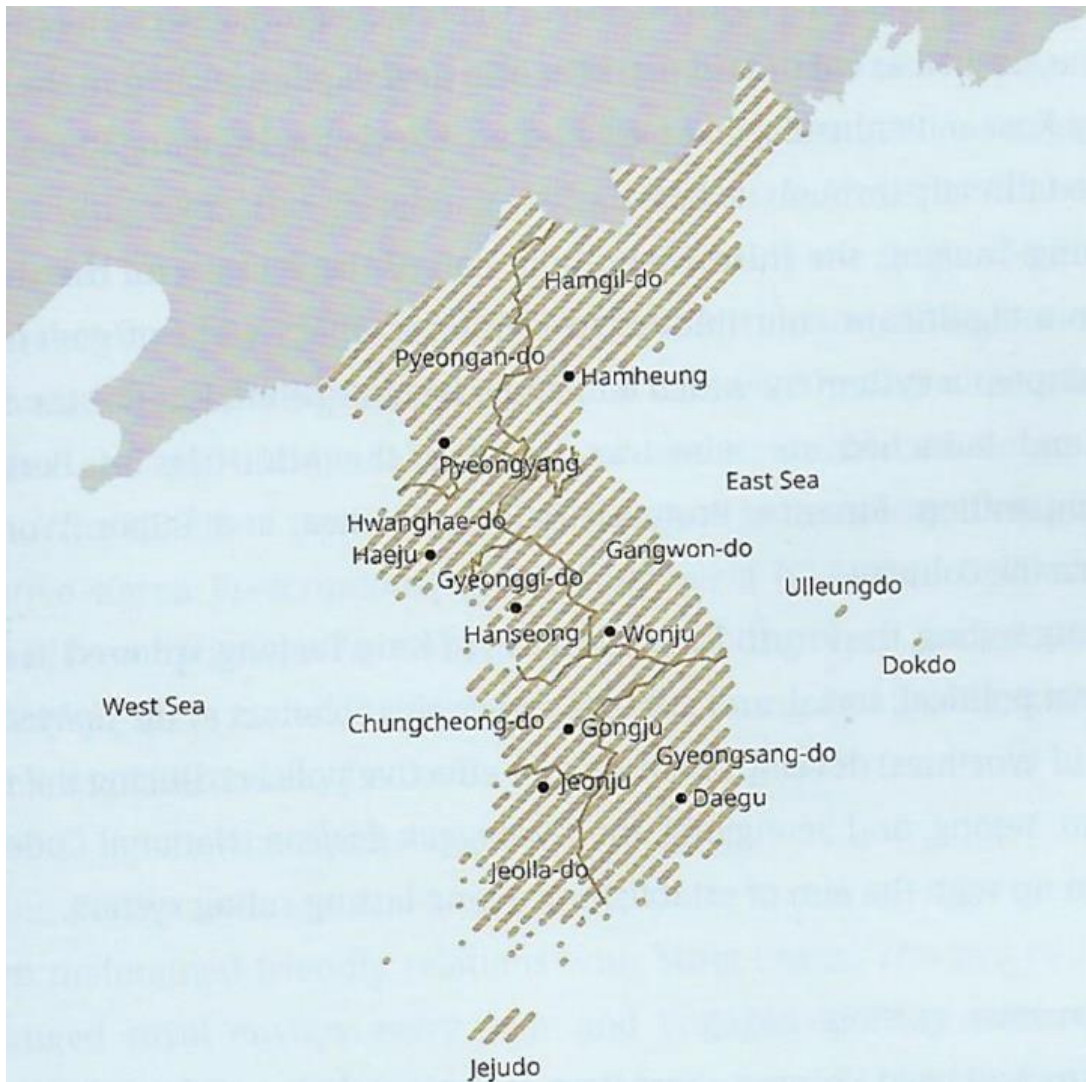 Hamgil-do
Pyeongan-do
Hamheung
Pyeongyang
East Sea
Hwanghae-do
Gangwon-do
Haeju
Gyeonggi-do
Ulleungdo
Hanseong
Wonju
Dokdo
West Sea
Chungcheong-do
Gongju
Gyeongsang-do
Jeonju
Daegu
Jeolla-do
Jejudo